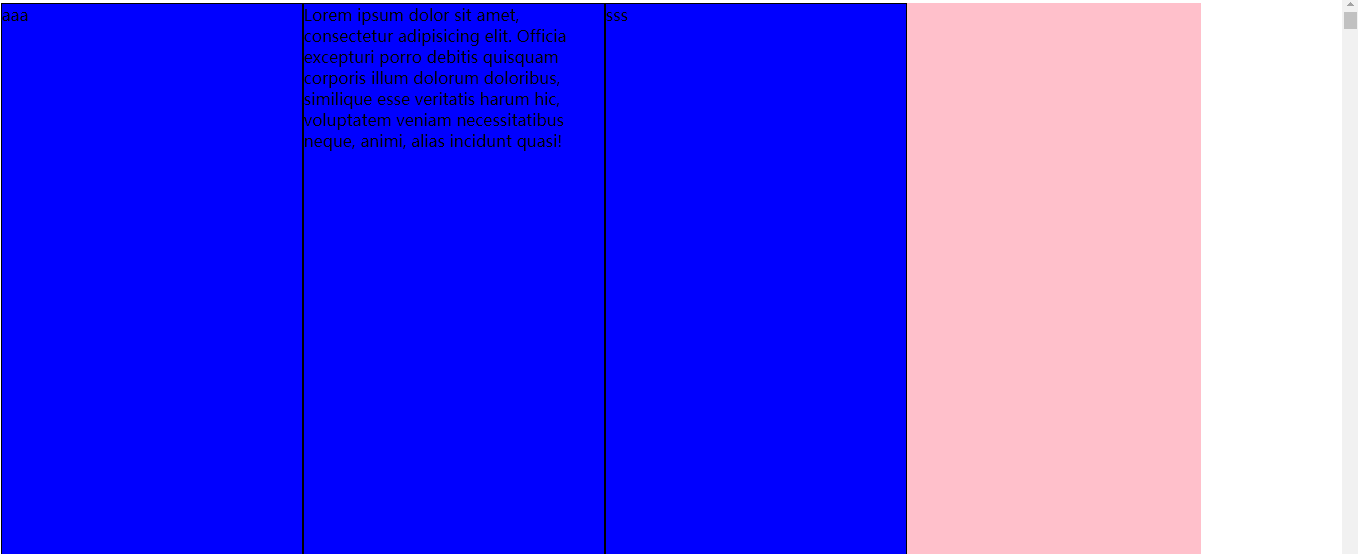 aaa
Lorem ipsum dolor sit amet,
consectetur adipisicing elit. Officia
excepturi porro debitis quisquam
corporis illum dolorum doloribus,
similique esse veritatis harum hic,
voluptatem veniam necessitatibus
neque, animi, alias incidunt quasi!
sss